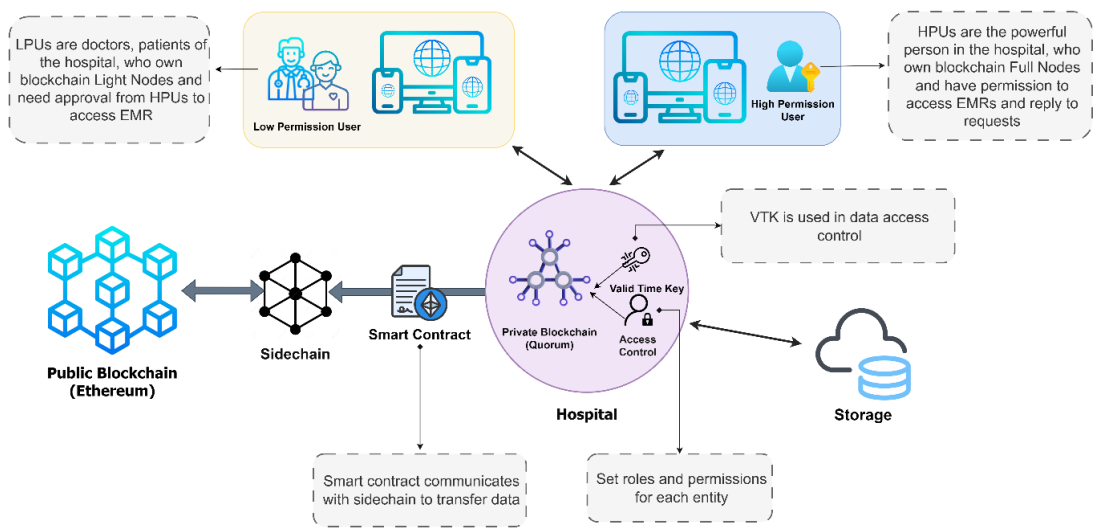 LPUs are doctors, patients of
the hospital, who own
blockchain Light Nodes and
need approval from HPUs to
access EMR
Low Permission User
High Permission
User
HPUs are the powerful
person in the hospital, who
own blockchain Full Nodes
and have permission to
access EMRs and reply to
requests
VTK is used in data access
control
Valid Time Key
Private Blockchain
(Quorum)
Access
Control
Hospital
Smart Contract
Sidechain
Public Blockchain
(Ethereum)
Storage
Smart contract communicates
with sidechain to transfer data
Set roles and permissions
for each entity